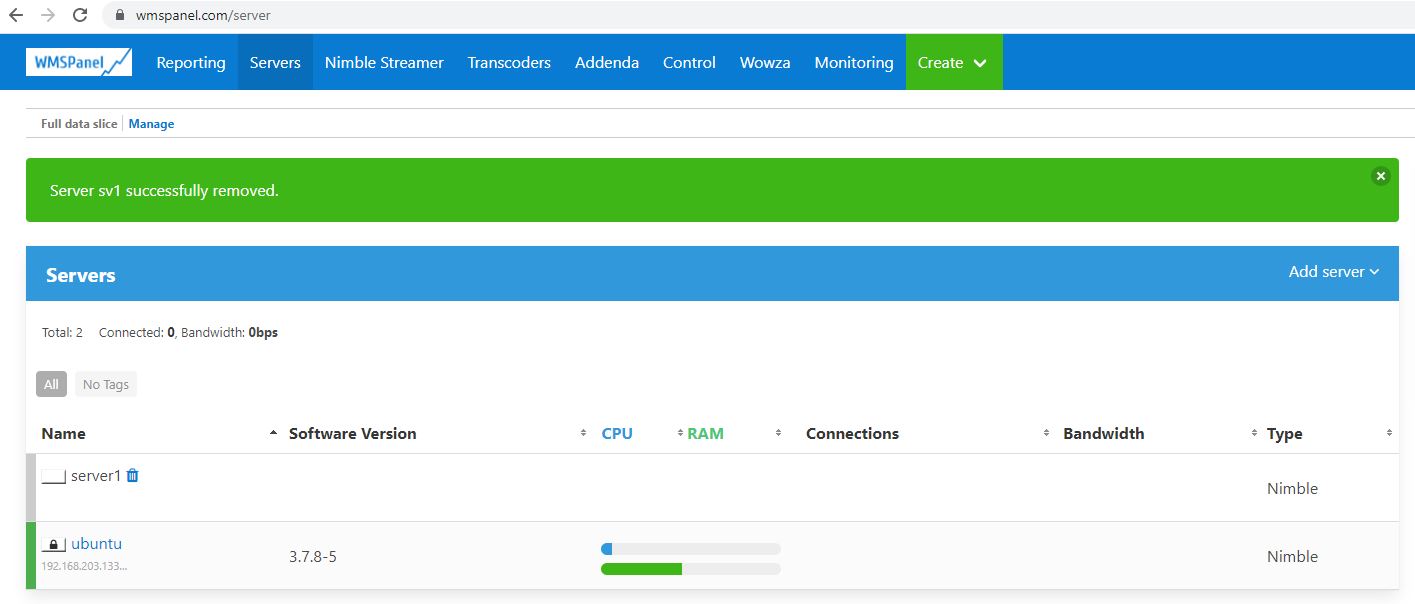 wmspanel.com/server
WMSPanel Reporting Servers Nimble Streamer Transcoders Addenda Control Wowza Monitoring Create
Full data slice Manage
Server sv1 successfully removed.
Servers Add server
Total: 2 Connected: 0, Bandwidth: 0bps
All No Tags
Name Software Version CPU RAM Connections Bandwidth Type
server1
Nimble
ubuntu
192.168.203.133...
3.7.8-5 Nimble